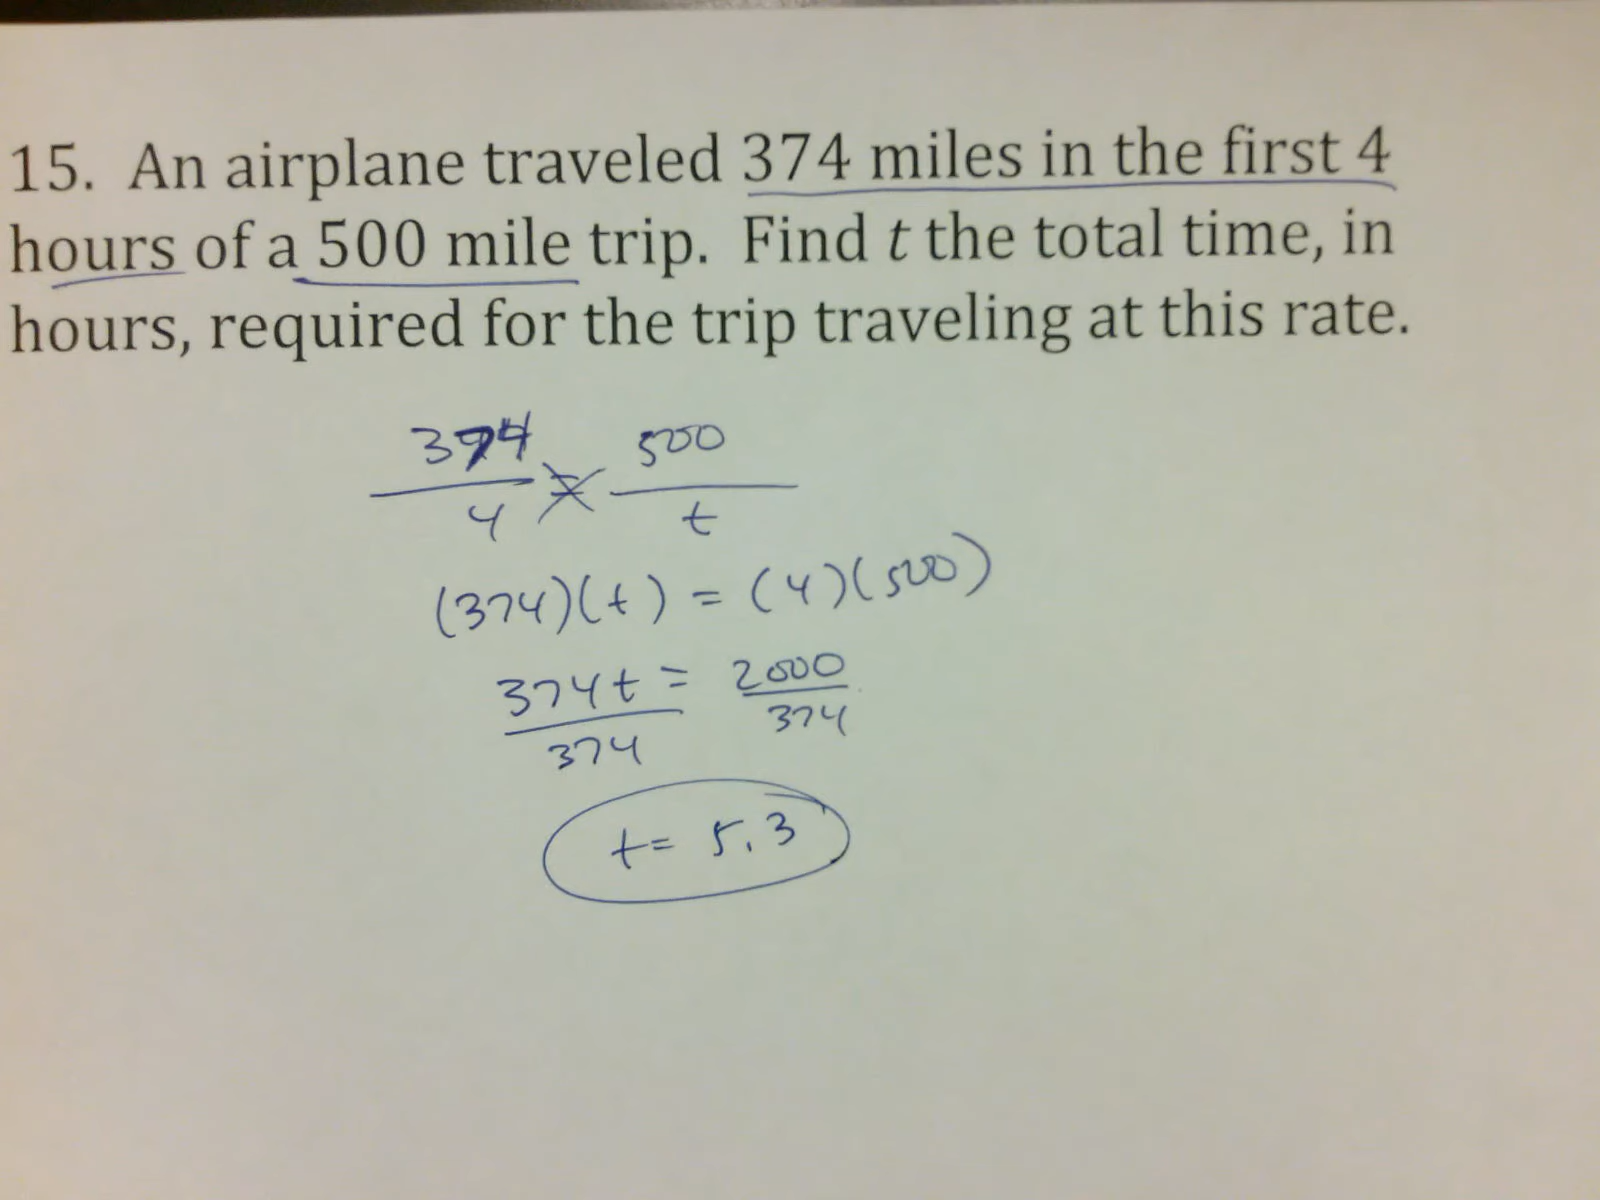 15. An airplane traveled 374 miles in the first 4
hours of a 500 mile trip. Find t the total time, in
hours, required for the trip traveling at this rate.
374 = 500
4 t
(374)(t) = (4)(500)
374t = 2000
374 374
t = 5.3